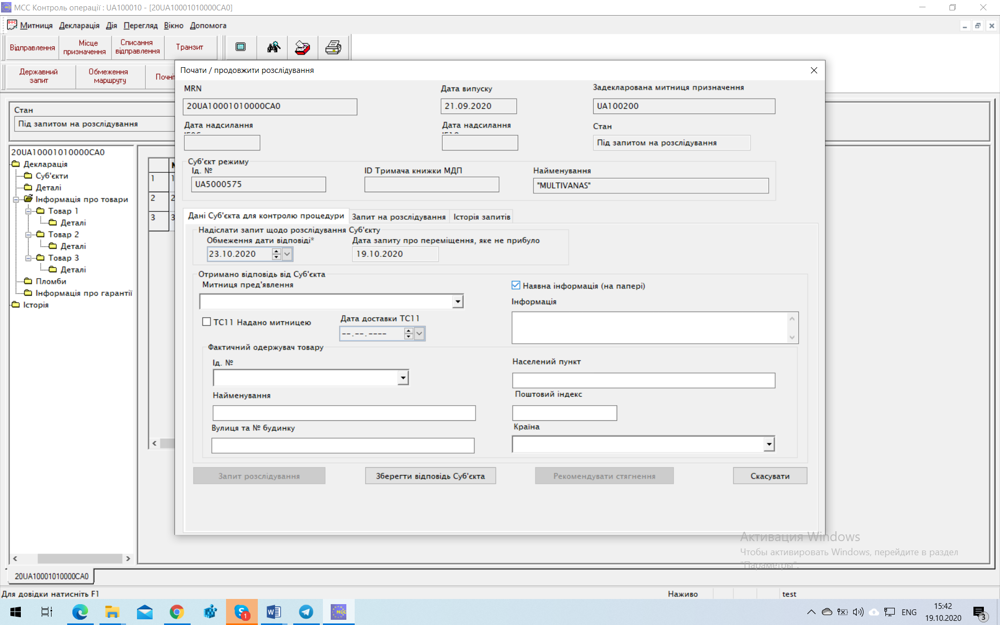 МСС Контроль операції : UA100010 - [20UA10001010000CA0]
Митниця Декларація Дія Перегляд Вікно Допомога
Відправлення
Місце призначення
Списання відправлення
Транзит
Державний запит
Обмеження маршруту
Стан
Під запитом на розслідування
20UA10001010000CA0
Декларація
Суб'єкти
Деталі
Інформація про товари
Товар 1
Деталі
Товар 2
Деталі
Товар 3
Деталі
Пломби
Інформація про гарантії
Історія
1
2
3
Почати / продовжити розслідування
MRN
20UA10001010000CA0
Дата випуску
21.09.2020
Задекларована митниця призначення
UA100200
Дата надсилання
Дата надсилання
Стан
Під запитом на розслідування
Суб'єкт режиму
Ід. №
UA5000575
ID Тримача книжки МДП
Найменування
"MULTIVANAS"
Дані Суб'єкта для контролю процедури
Запит на розслідування
Історія запитів
Надіслати запит щодо розслідування Суб'єкту
Обмеження дати відповіді*
23.10.2020
Дата запиту про переміщення, яке не прибуло
19.10.2020
Отримано відповідь від Суб'єкта
Митниця пред'явлення
Наявна інформація (на папері)
Інформація
ТС11 Надано митницею
Дата доставки ТС11
--.--.----
Фактичний одержувач товару
Ід. №
Населений пункт
Найменування
Поштовий індекс
Вулиця та № будинку
Країна
Запит розслідування
Зберегти відповідь Суб'єкта
Рекомендувати стягнення
Скасувати
Активация Windows
Чтобы активировать Windows, перейдите в раздел
"Параметры".
20UA10001010000CA0
Для довідки натисніть F1
Наживо
test
1
MCC
ENG
15:42
19.10.2020
3